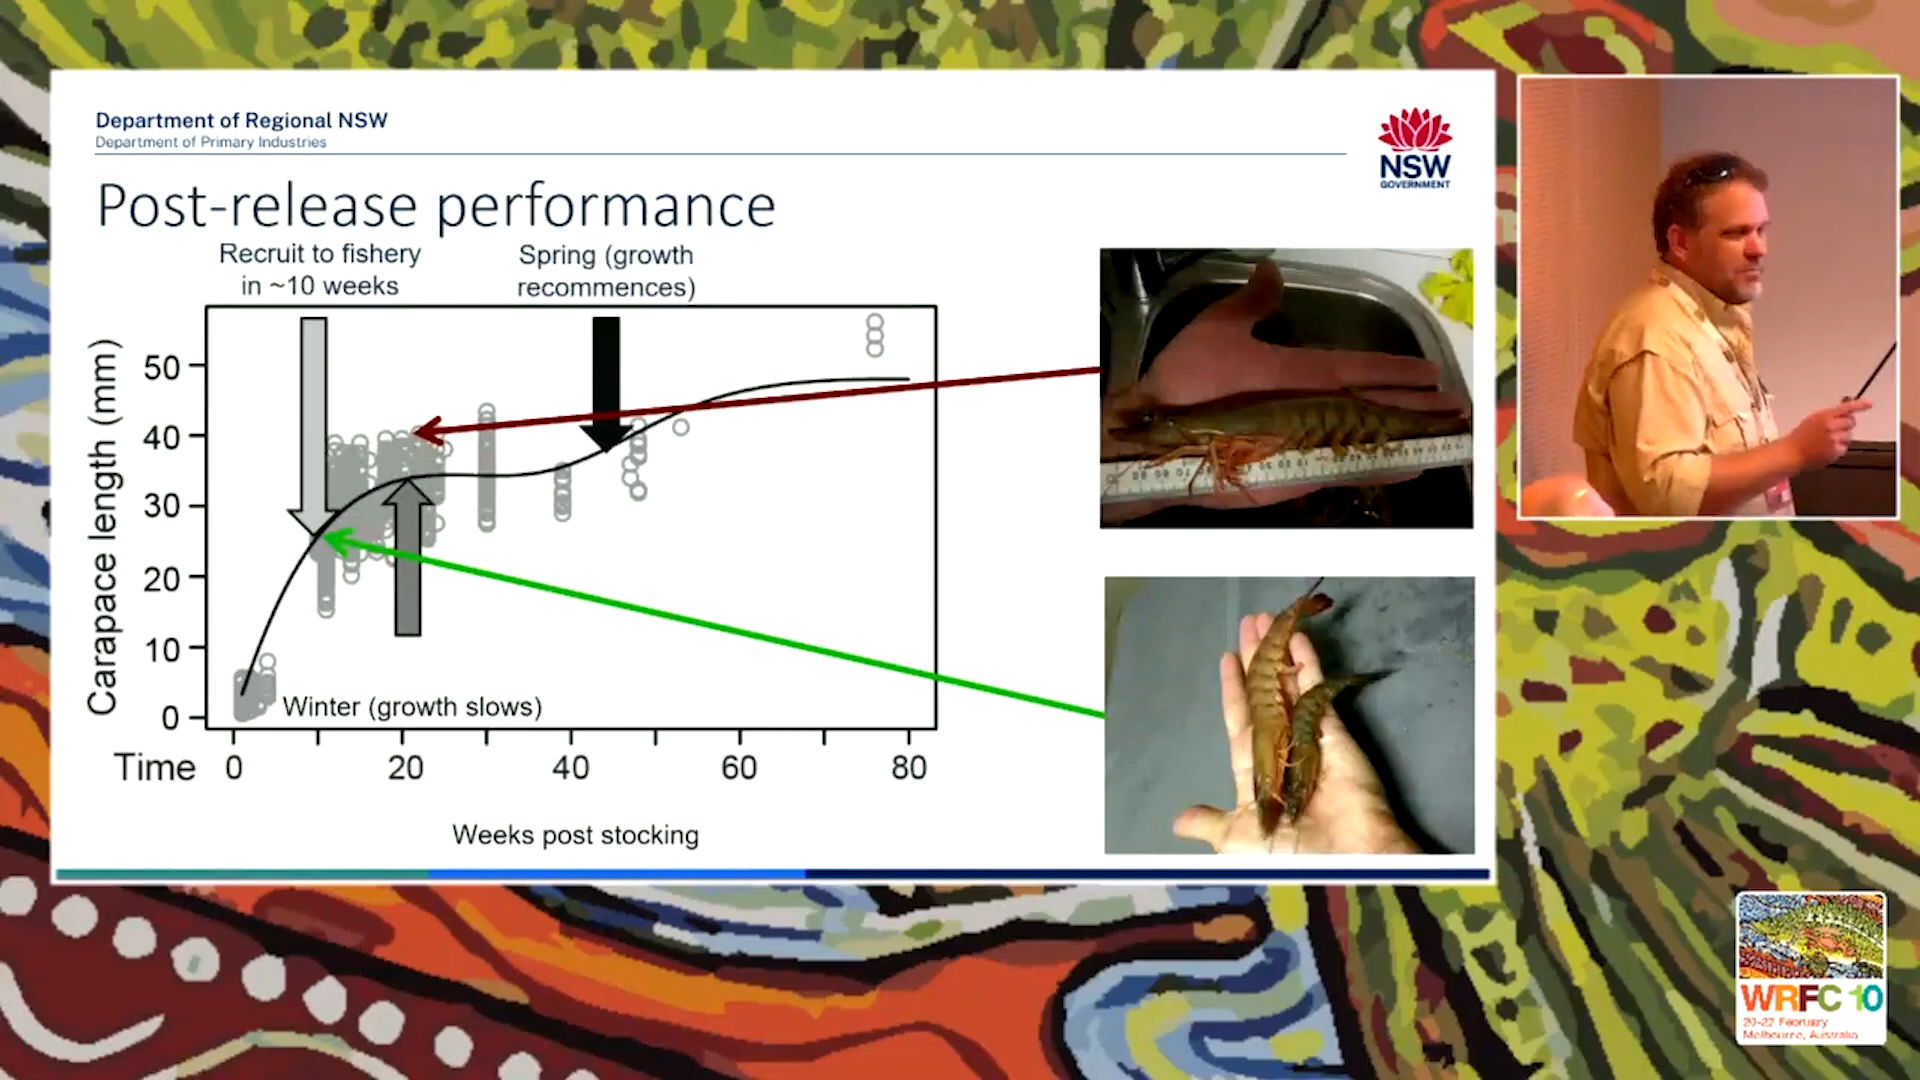 Department of Regional NSW
Department of Primary Industries
NSW
GOVERNMENT
Post-release performance
Recruit to fishery
in ~10 weeks
Spring (growth
recommences)
Carapace length (mm)
50
40
30
20
10
0
Winter (growth slows)
Time
0
20
40
60
80
Weeks post stocking
WRFC 10
20-22 February
Melbourne, Australia